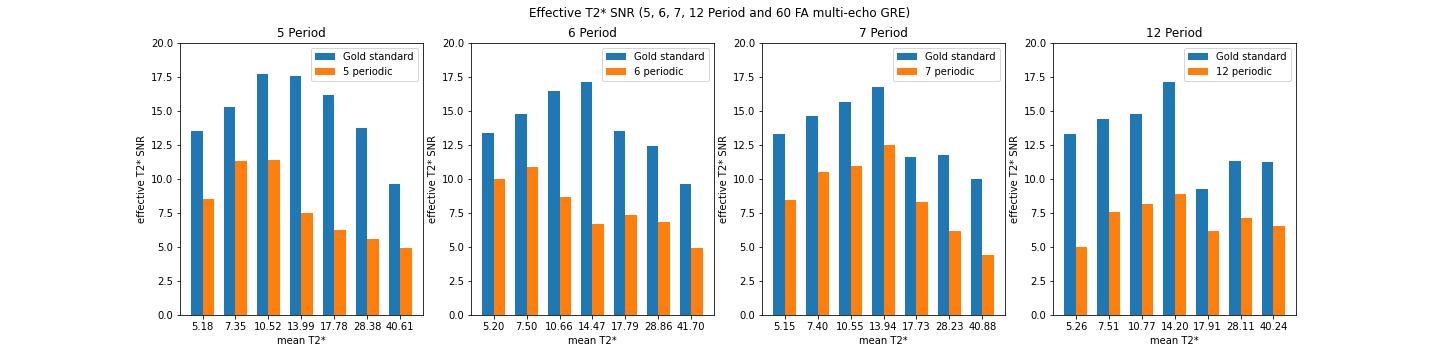 Effective T2* SNR (5, 6, 7, 12 Period and 60 FA multi-echo GRE)
5 Period
effective T2* SNR
20.0
17.5
15.0
12.5
10.0
7.5
5.0
2.5
0.0
Gold standard
5 periodic
5.18 7.35 10.52 13.99 17.78 28.38 40.61
mean T2*
6 Period
effective T2* SNR
20.0
17.5
15.0
12.5
10.0
7.5
5.0
2.5
0.0
Gold standard
6 periodic
5.20 7.50 10.66 14.47 17.79 28.86 41.70
mean T2*
7 Period
effective T2* SNR
20.0
17.5
15.0
12.5
10.0
7.5
5.0
2.5
0.0
Gold standard
7 periodic
5.15 7.40 10.55 13.94 17.73 28.23 40.88
mean T2*
12 Period
effective T2* SNR
20.0
17.5
15.0
12.5
10.0
7.5
5.0
2.5
0.0
Gold standard
12 periodic
5.26 7.51 10.77 14.20 17.91 28.11 40.24
mean T2*